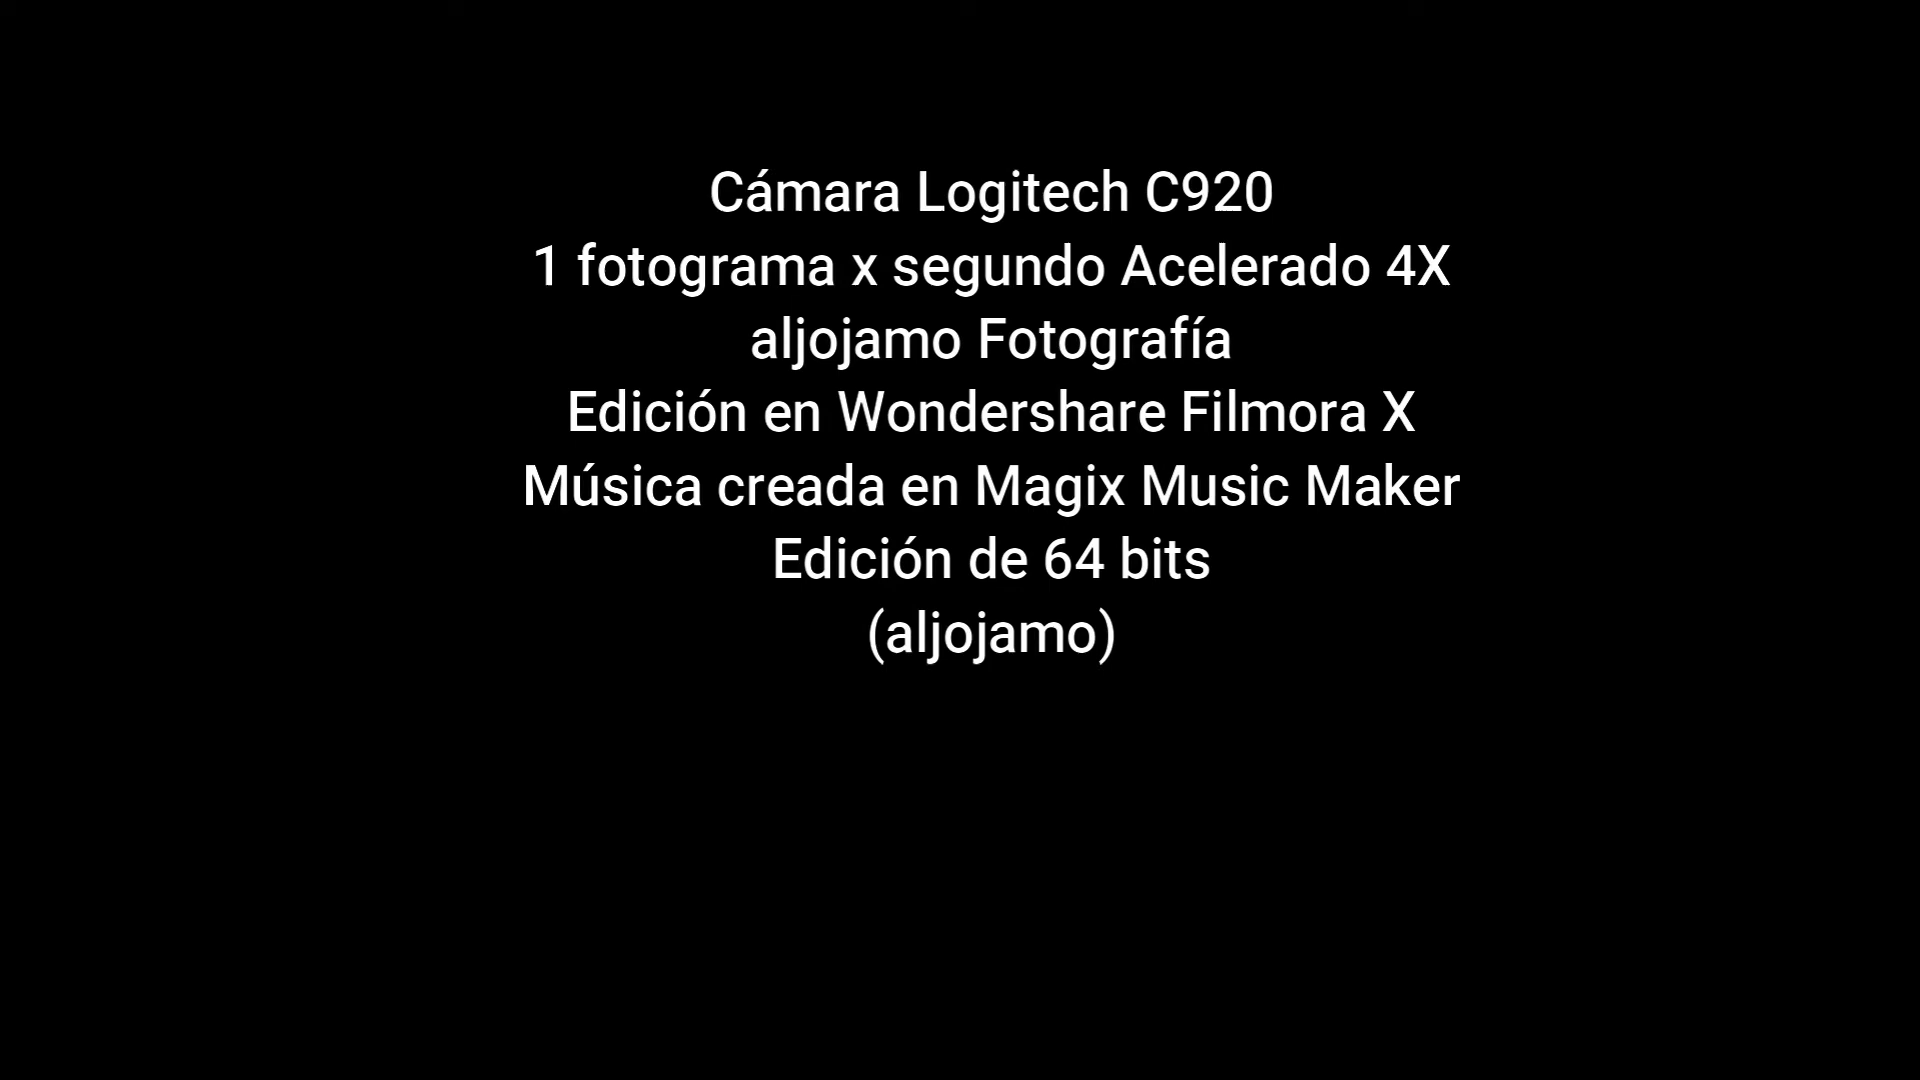 Cámara Logitech C920
1 fotograma x segundo Acelerado 4X
aljojamo Fotografía
Edición en Wondershare Filmora X
Música creada en Magix Music Maker
Edición de 64 bits
(aljojamo)